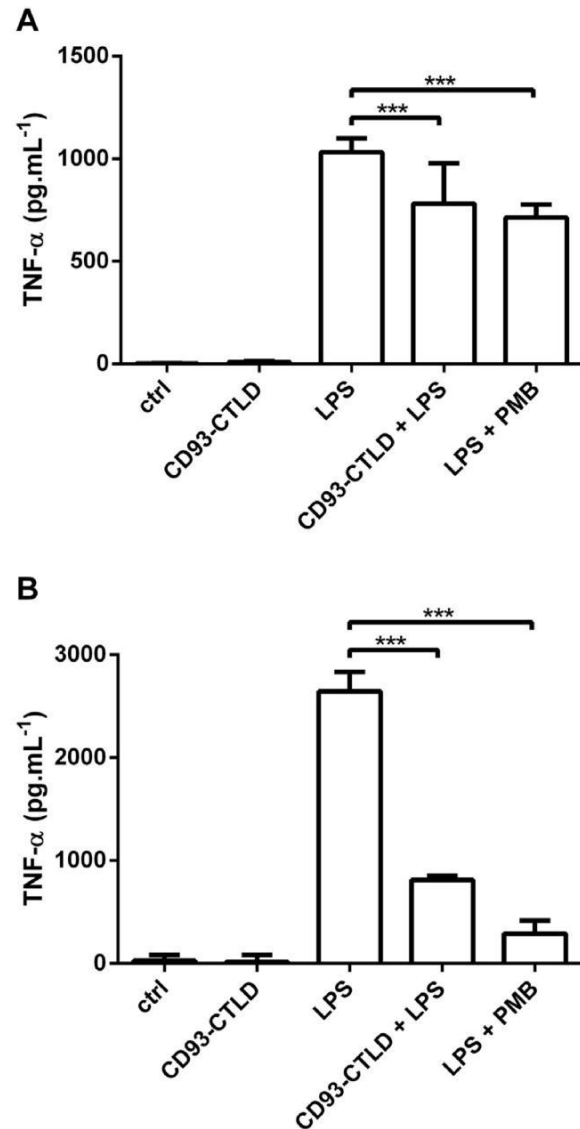 A
1500
1000
500
0
TNF-α (pg.mL⁻¹)
***
***
ctrl
CD93-CTLD
LPS
CD93-CTLD + LPS
LPS + PMB
B
3000
2000
1000
0
TNF-α (pg.mL⁻¹)
***
***
ctrl
CD93-CTLD
LPS
CD93-CTLD + LPS
LPS + PMB